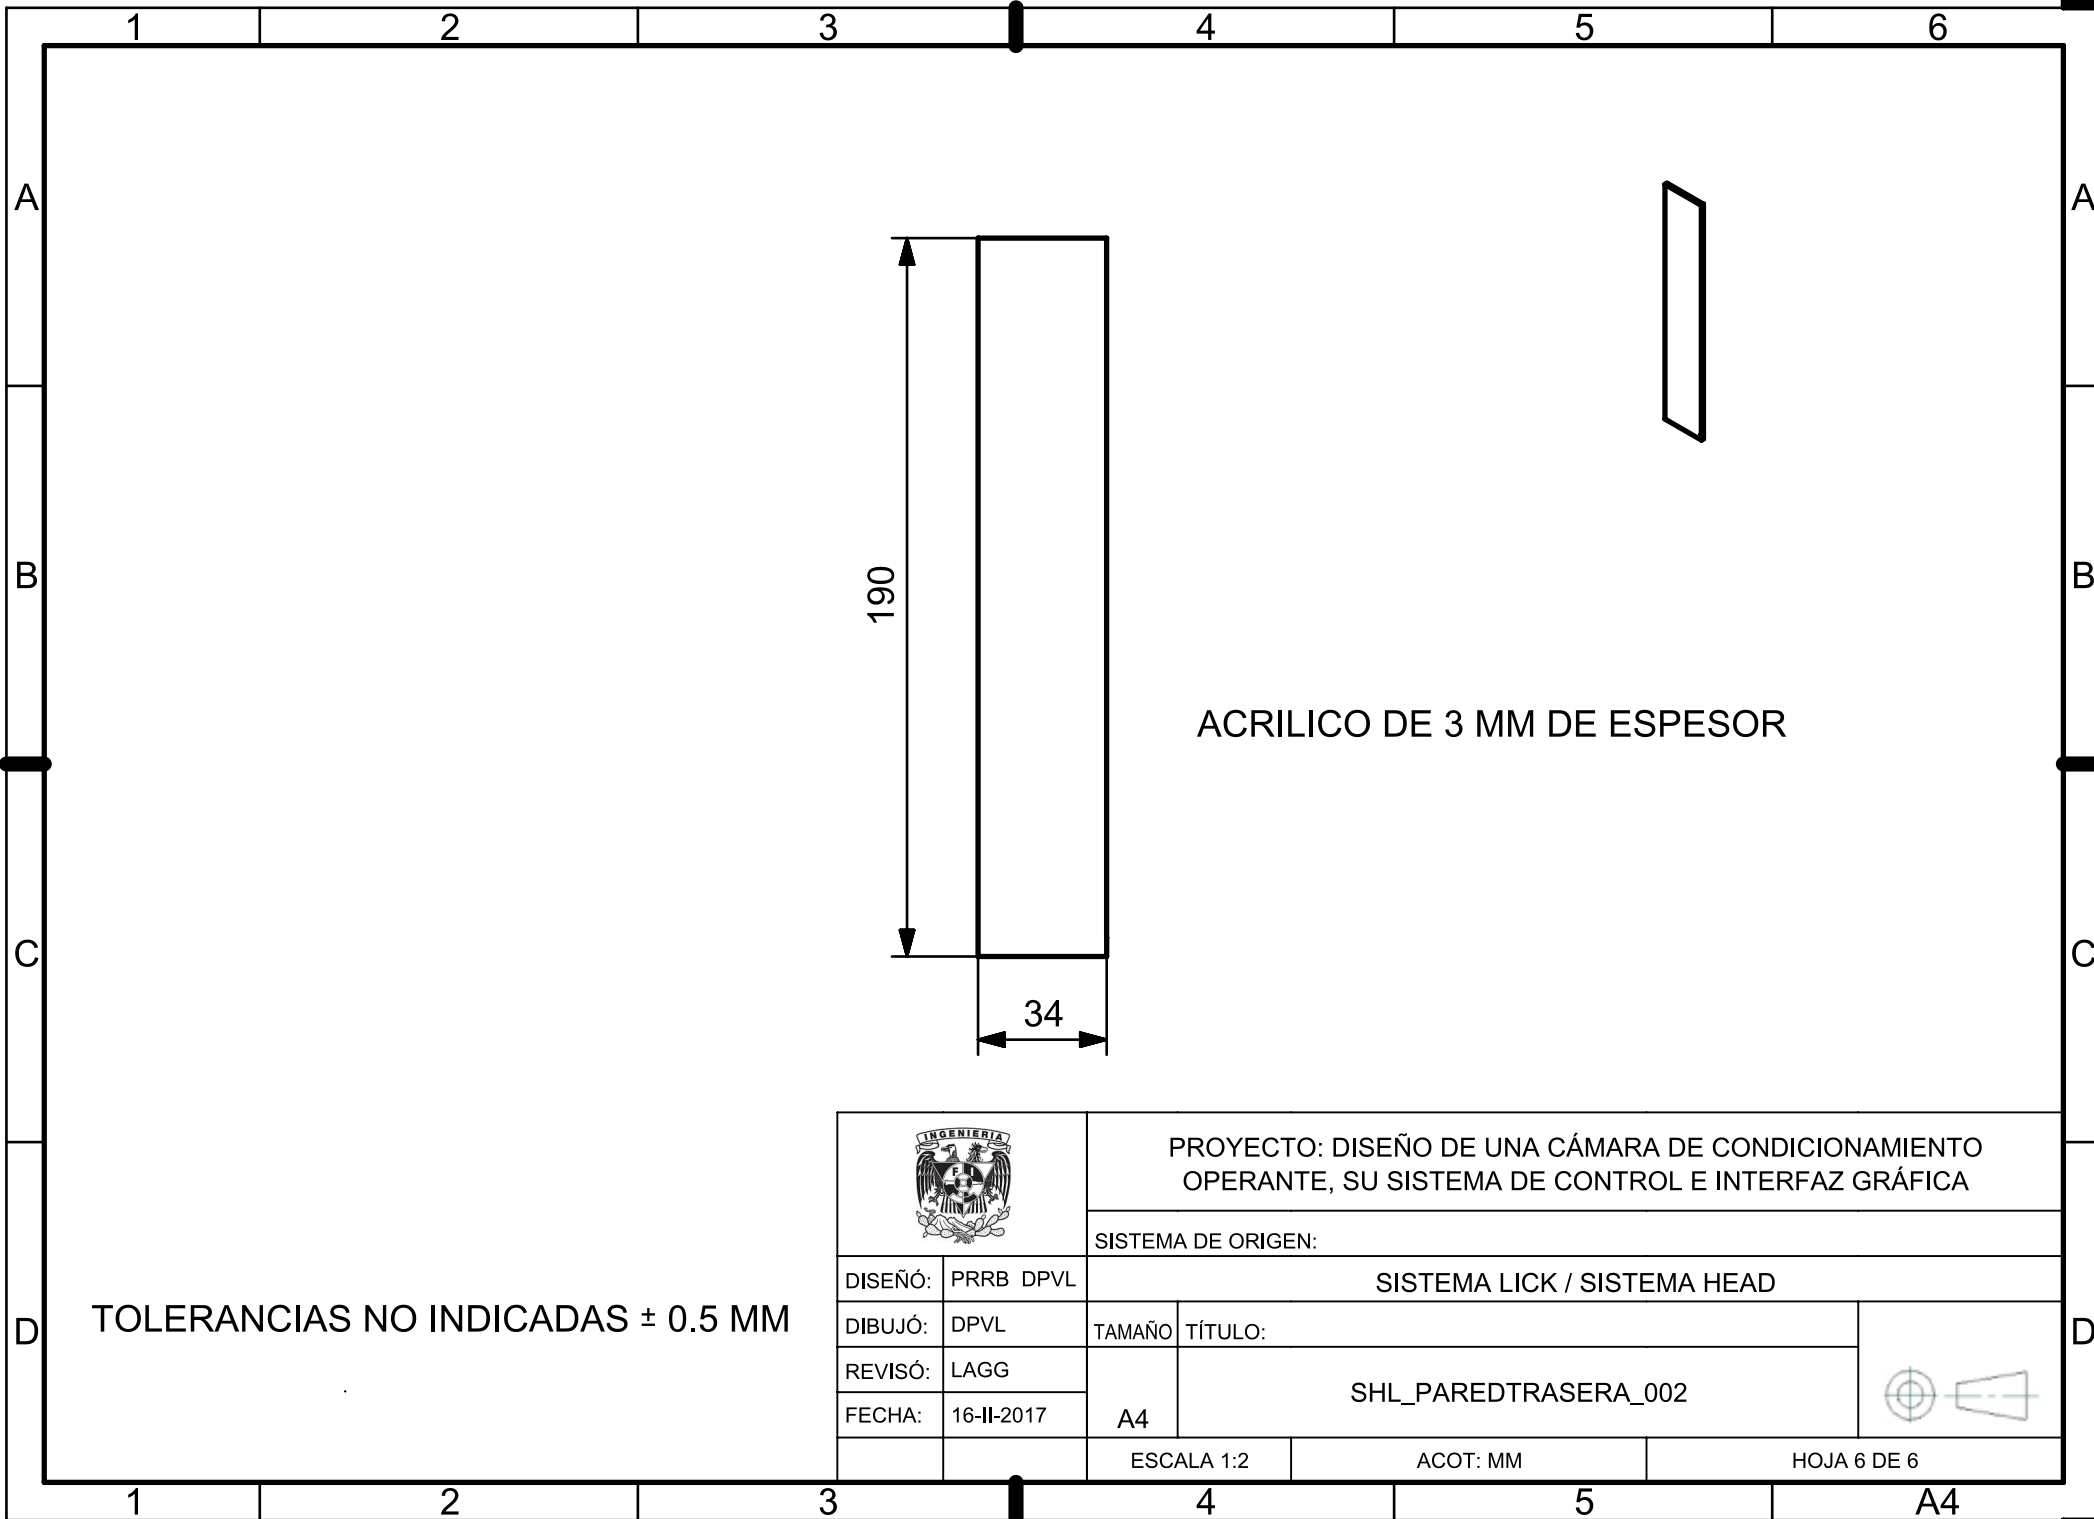 1 2 3 4 5 6
A A
190
B B
ACRILICO DE 3 MM DE ESPESOR
C C
34
INGENIERIA
F I
PROYECTO: DISEÑO DE UNA CÁMARA DE CONDICIONAMIENTO
OPERANTE, SU SISTEMA DE CONTROL E INTERFAZ GRÁFICA
SISTEMA DE ORIGEN:
DISEÑÓ: PRRB DPVL SISTEMA LICK / SISTEMA HEAD
D TOLERANCIAS NO INDICADAS ± 0.5 MM DIBUJÓ: DPVL TAMAÑO TÍTULO: D
REVISÓ: LAGG
SHL_PAREDTRASERA_002
FECHA: 16-II-2017 A4
ESCALA 1:2 ACOT: MM HOJA 6 DE 6
1 2 3 4 5 A4